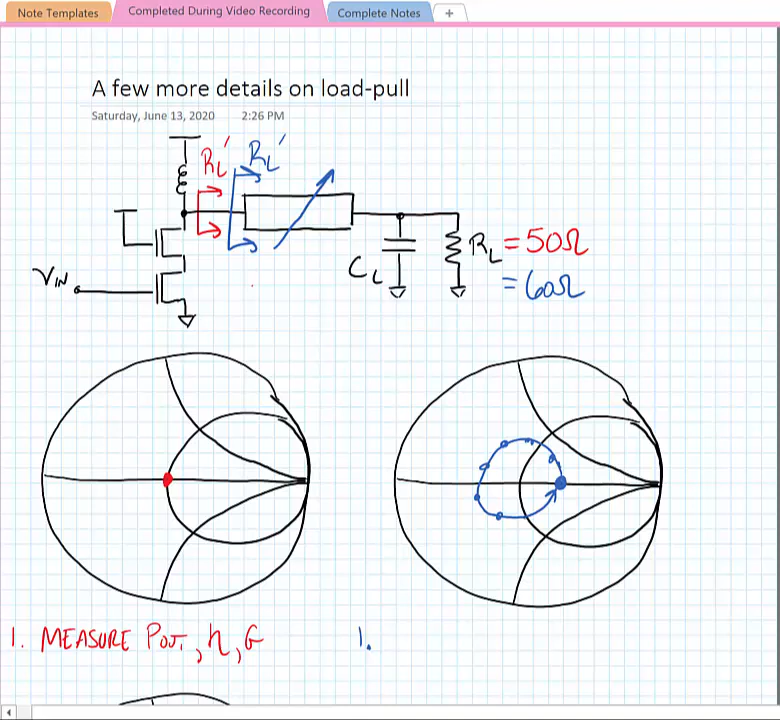 Note Templates
Completed During Video Recording
Complete Notes
+
A few more details on load-pull
Saturday, June 13, 2020 2:26 PM
RL' RL'
VIN
CL
RL = 50Ω
= 60Ω
1. MEASURE POUT, η, G
1.